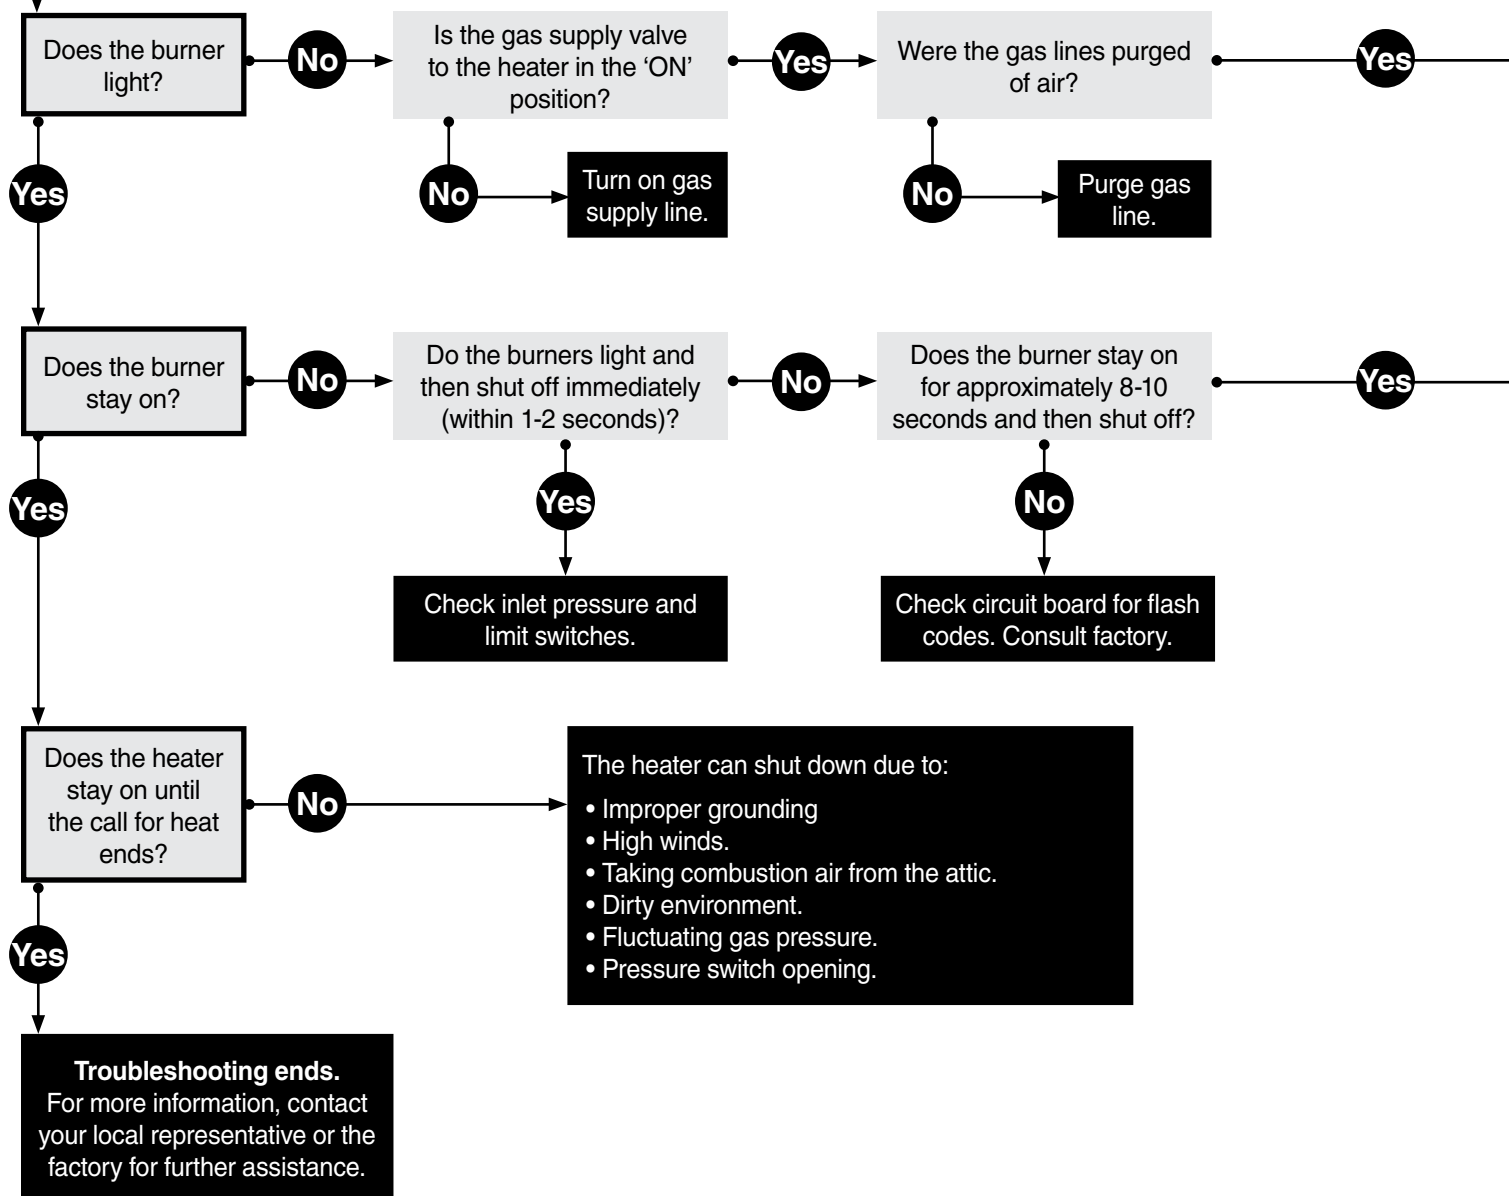 Does the burner
light?
No
Is the gas supply valve
to the heater in the ‘ON’
position?
Yes
Were the gas lines purged
of air?
Yes
Yes
No
Turn on gas
supply line.
No
Purge gas
line.
Does the burner
stay on?
No
Do the burners light and
then shut off immediately
(within 1-2 seconds)?
No
Does the burner stay on
for approximately 8-10
seconds and then shut off?
Yes
Yes
Yes
No
Check inlet pressure and
limit switches.
Check circuit board for flash
codes. Consult factory.
Does the heater
stay on until
the call for heat
ends?
No
The heater can shut down due to:
• Improper grounding
• High winds.
• Taking combustion air from the attic.
• Dirty environment.
• Fluctuating gas pressure.
• Pressure switch opening.
Yes
Troubleshooting ends.
For more information, contact
your local representative or the
factory for further assistance.